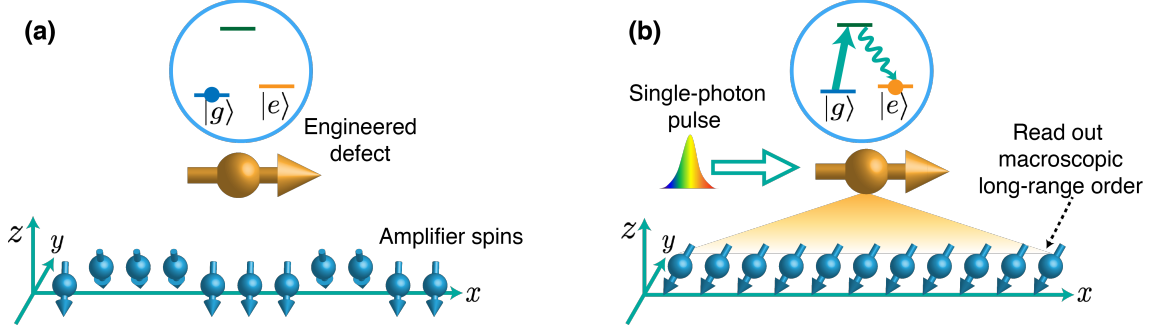 (a)
|g⟩
|e⟩
Engineered
defect
Amplifier spins
z
y
x
(b)
|g⟩
|e⟩
Single-photon
pulse
Read out
macroscopic
long-range order
z
y
x